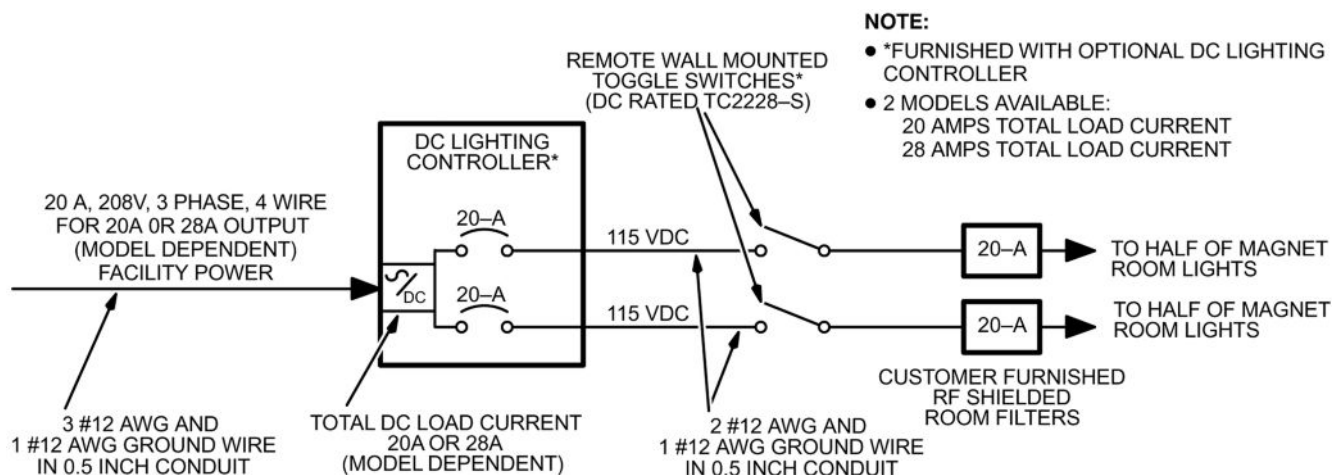 NOTE:
● *FURNISHED WITH OPTIONAL DC LIGHTING
CONTROLLER
● 2 MODELS AVAILABLE:
20 AMPS TOTAL LOAD CURRENT
28 AMPS TOTAL LOAD CURRENT
REMOTE WALL MOUNTED
TOGGLE SWITCHES*
(DC RATED TC2228–S)
DC LIGHTING
CONTROLLER*
20 A, 208V, 3 PHASE, 4 WIRE
FOR 20A 0R 28A OUTPUT
(MODEL DEPENDENT)
FACILITY POWER
20–A
115 VDC
20–A
TO HALF OF MAGNET
ROOM LIGHTS
DC
20–A
115 VDC
20–A
TO HALF OF MAGNET
ROOM LIGHTS
3 #12 AWG AND
1 #12 AWG GROUND WIRE
IN 0.5 INCH CONDUIT
TOTAL DC LOAD CURRENT
20A OR 28A
(MODEL DEPENDENT)
2 #12 AWG AND
1 #12 AWG GROUND WIRE
IN 0.5 INCH CONDUIT
CUSTOMER FURNISHED
RF SHIELDED
ROOM FILTERS